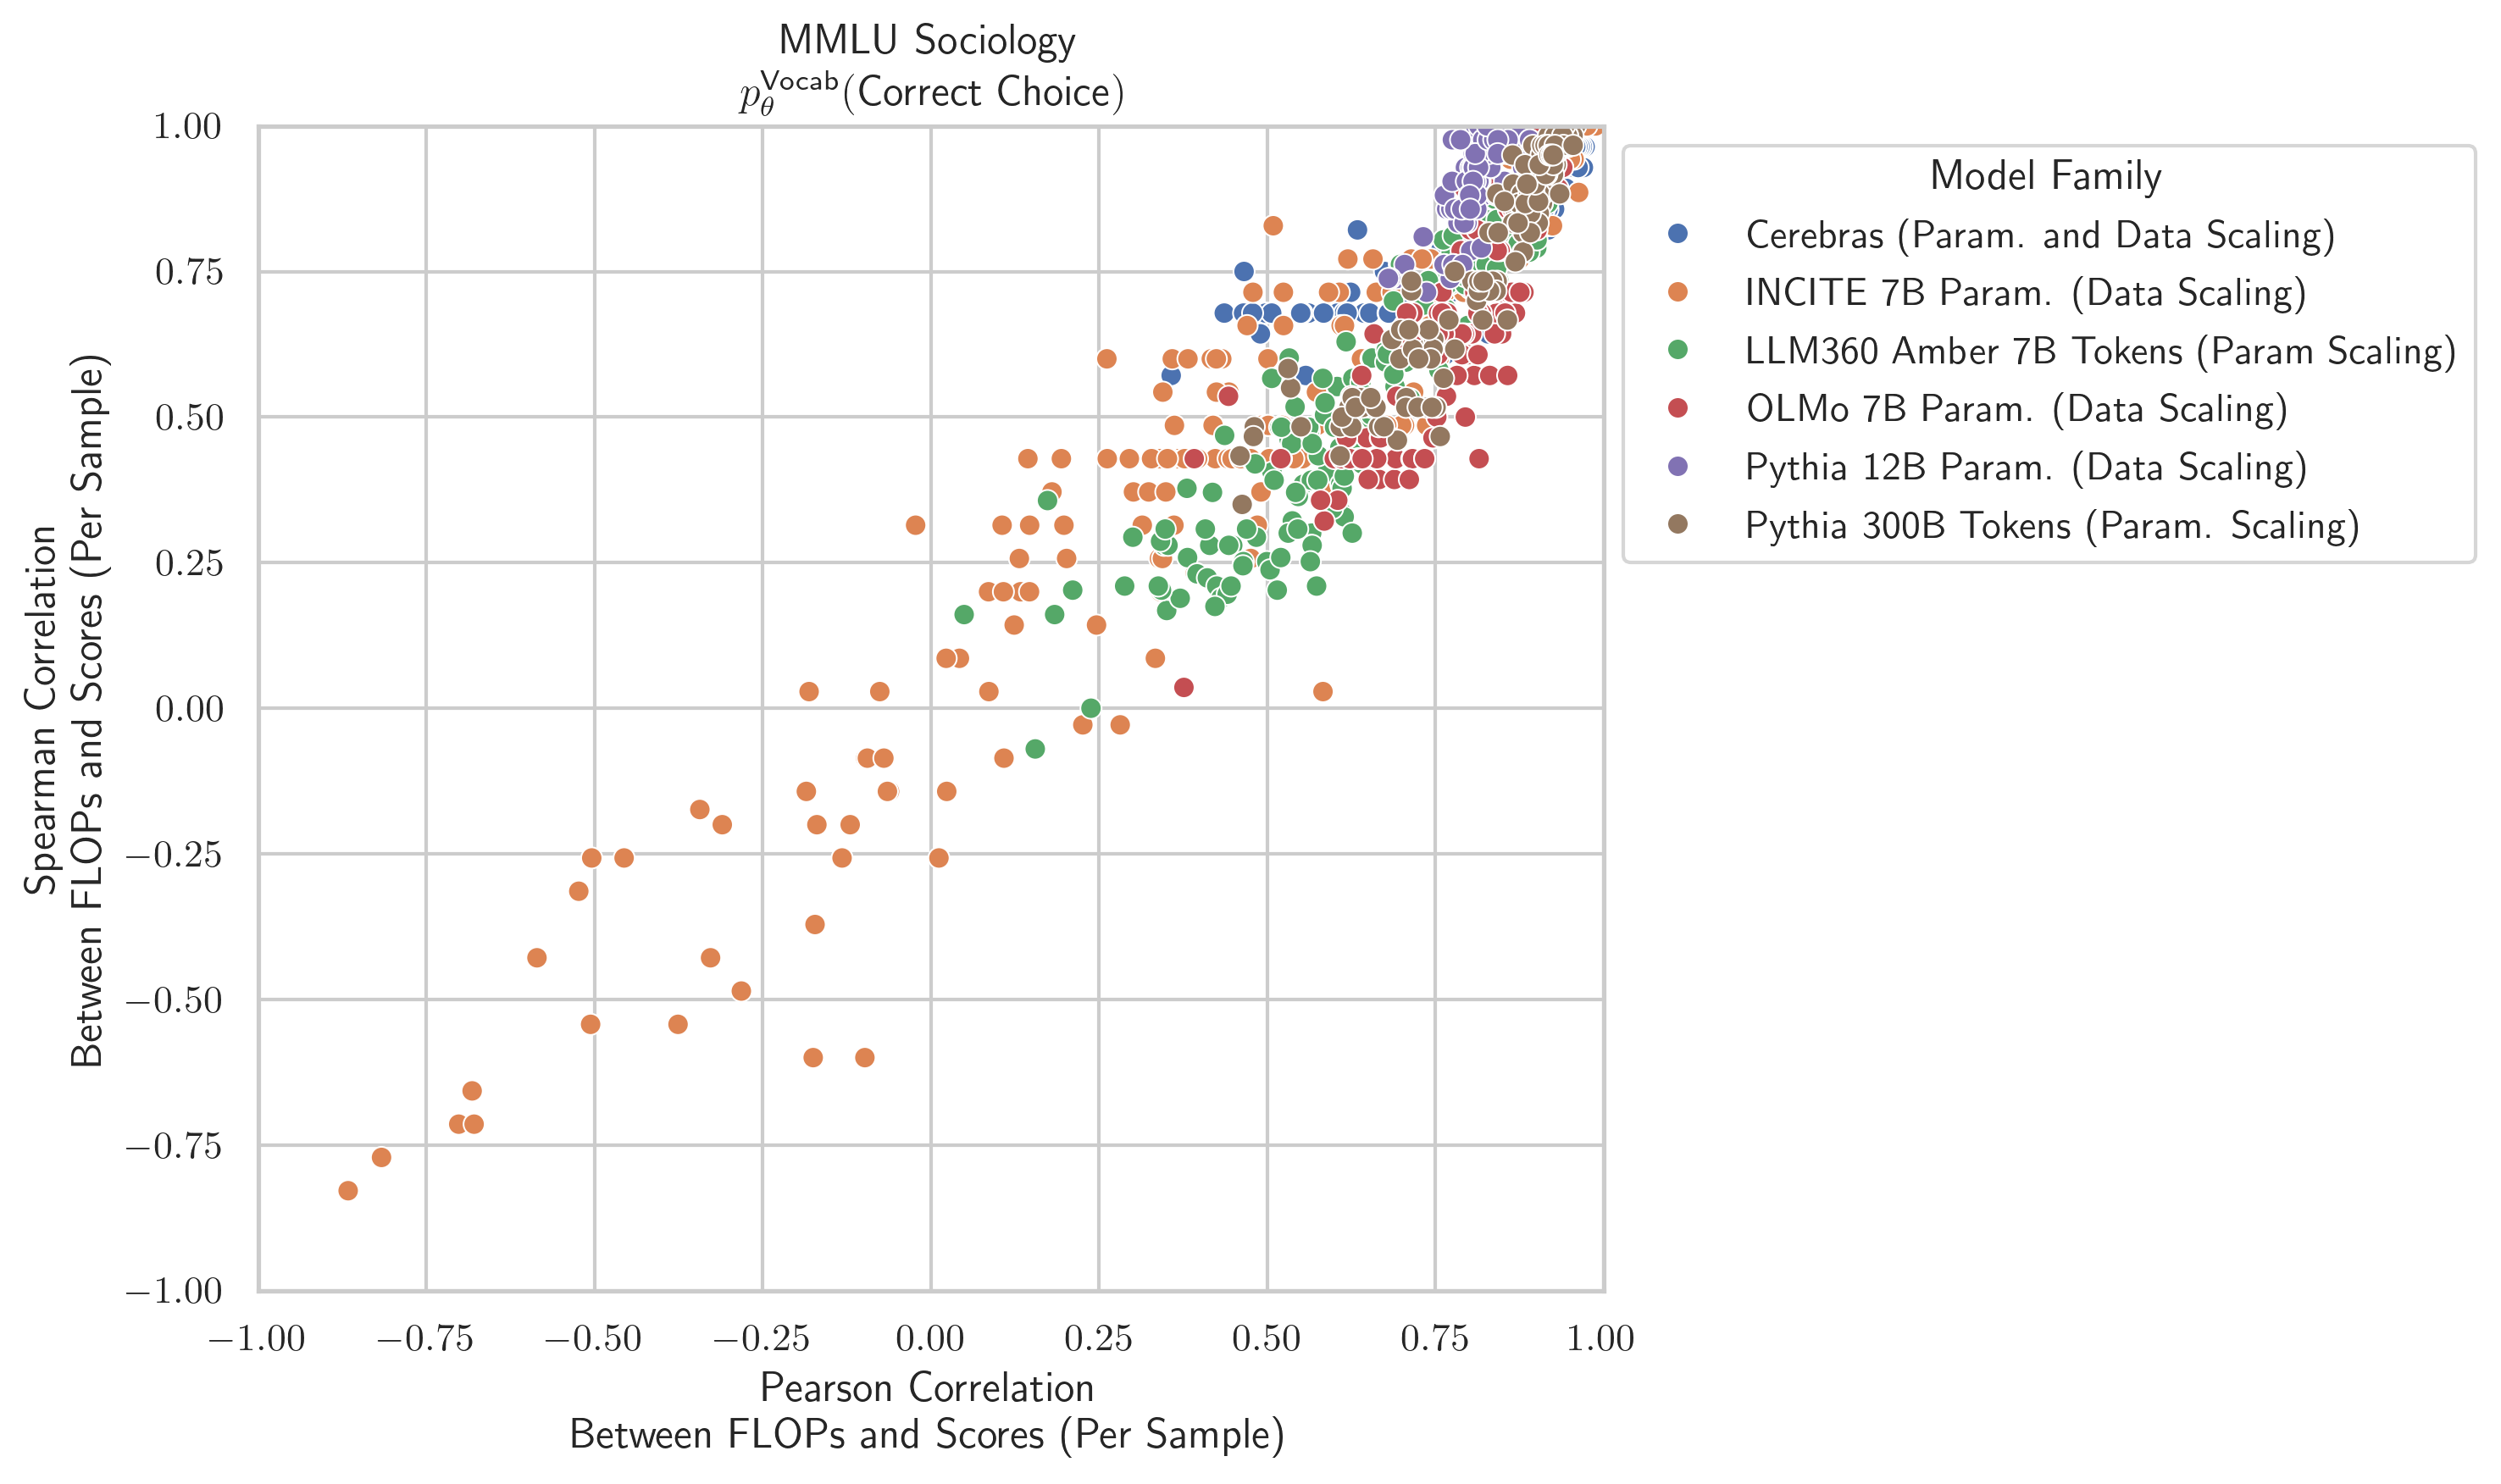 MMLU Sociology
p_θ^Vocab(Correct Choice)
1.00
0.75
0.50
0.25
0.00
−0.25
−0.50
−0.75
−1.00
Spearman Correlation
Between FLOPs and Scores (Per Sample)
−1.00 −0.75 −0.50 −0.25 0.00 0.25 0.50 0.75 1.00
Pearson Correlation
Between FLOPs and Scores (Per Sample)
Model Family
Cerebras (Param. and Data Scaling)
INCITE 7B Param. (Data Scaling)
LLM360 Amber 7B Tokens (Param Scaling)
OLMo 7B Param. (Data Scaling)
Pythia 12B Param. (Data Scaling)
Pythia 300B Tokens (Param. Scaling)